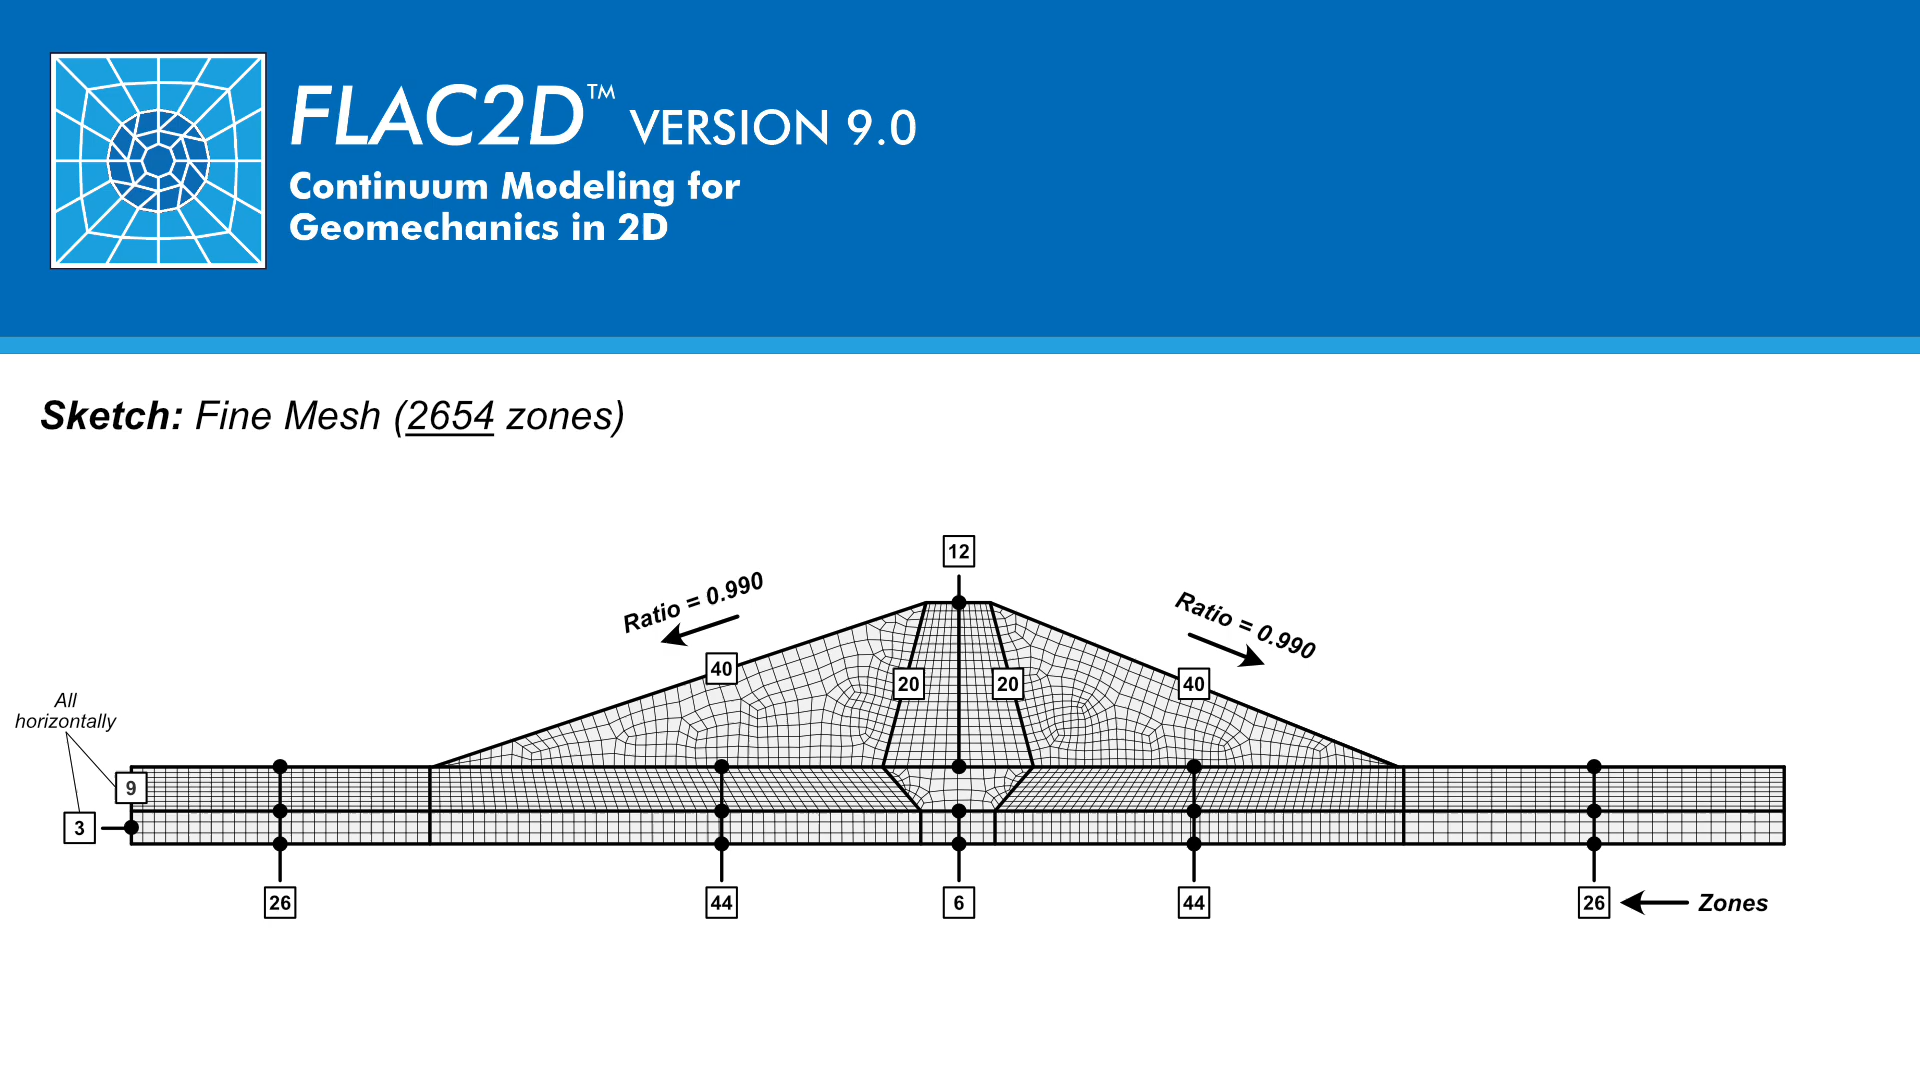 FLAC2D™ VERSION 9.0
Continuum Modeling for
Geomechanics in 2D
Sketch: Fine Mesh (2654 zones)
12
Ratio = 0.990
Ratio = 0.990
40
20
20
40
All
horizontally
9
3
26
44
6
44
26
Zones